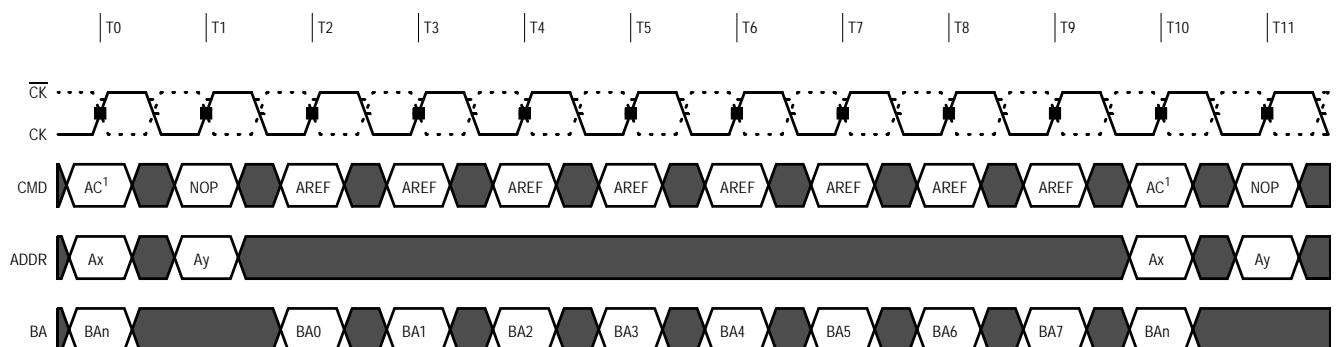 T0 T1 T2 T3 T4 T5 T6 T7 T8 T9 T10 T11
CK
CK
CMD AC1 NOP AREF AREF AREF AREF AREF AREF AREF AREF AC1 NOP
ADDR Ax Ay Ax Ay
BA BAn BA0 BA1 BA2 BA3 BA4 BA5 BA6 BA7 BAn